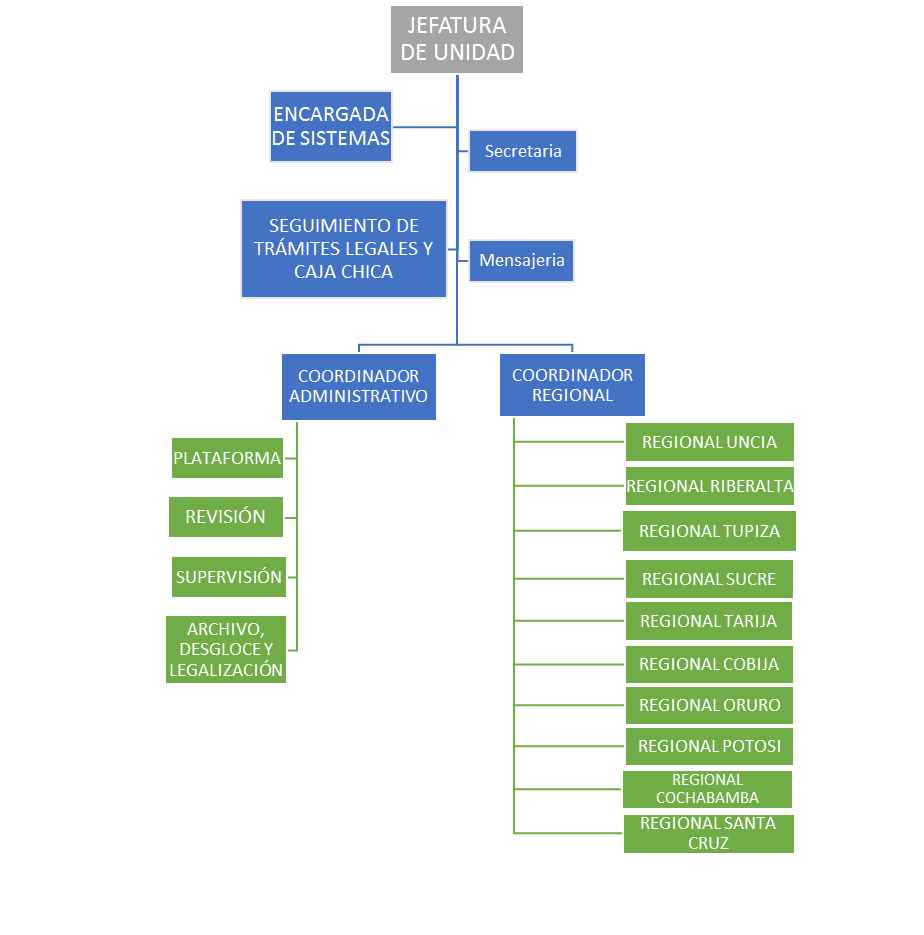 JEFATURA
DE UNIDAD
ENCARGADA
DE SISTEMAS
Secretaria
SEGUIMIENTO DE
TRÁMITES LEGALES Y
CAJA CHICA
Mensajeria
COORDINADOR
ADMINISTRATIVO
PLATAFORMA
REVISIÓN
SUPERVISIÓN
ARCHIVO,
DESGLOCE Y
LEGALIZACIÓN
COORDINADOR
REGIONAL
REGIONAL UNCIA
REGIONAL RIBERALTA
REGIONAL TUPIZA
REGIONAL SUCRE
REGIONAL TARIJA
REGIONAL COBIJA
REGIONAL ORURO
REGIONAL POTOSI
REGIONAL
COCHABAMBA
REGIONAL SANTA
CRUZ